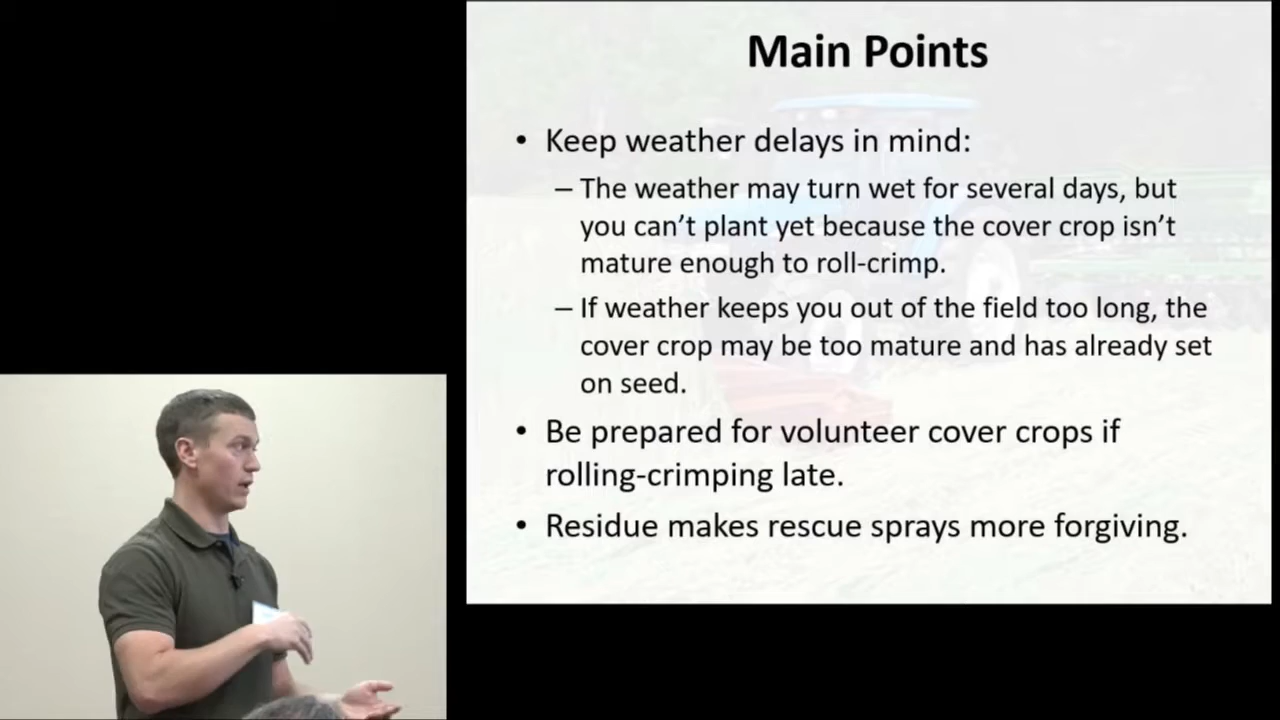 Main Points
• Keep weather delays in mind:
– The weather may turn wet for several days, but
you can’t plant yet because the cover crop isn’t
mature enough to roll-crimp.
– If weather keeps you out of the field too long, the
cover crop may be too mature and has already set
on seed.
• Be prepared for volunteer cover crops if
rolling-crimping late.
• Residue makes rescue sprays more forgiving.